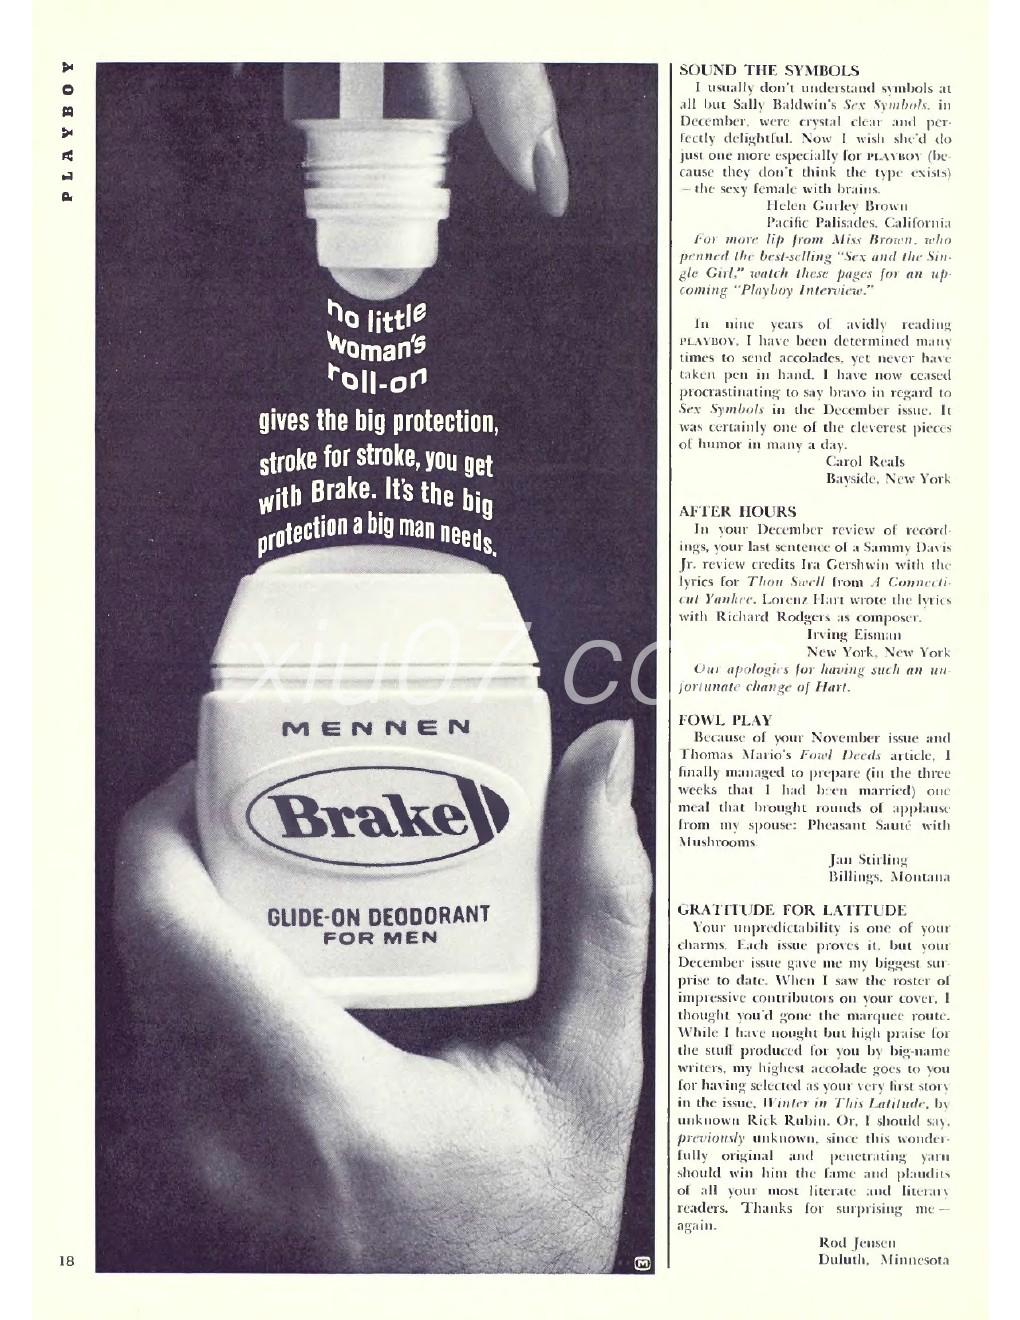 PLAYBOY
no little
woman's
roll-on
gives the big protection,
stroke for stroke, you get
with Brake. It's the big
protection a big man needs.
MENNEN
Brake
GLIDE-ON DEODORANT
FOR MEN
M
18
xiu07.com
SOUND THE SYMBOLS
I usually don't understand symbols at
all but Sally Baldwin's Sex Symbols, in
December, were crystal clear and per-
fectly delightful. Now I wish she'd do
just one more especially for PLAYBOY (be-
cause they don't think the type exists)
— the sexy female with brains.
Helen Gurley Brown
Pacific Palisades, California
For more lip from Miss Brown, who
penned the best-selling "Sex and the Sin-
gle Girl," watch these pages for an up-
coming "Playboy Interview."
In nine years of avidly reading
PLAYBOY, I have been determined many
times to send accolades, yet never have
taken pen in hand. I have now ceased
procrastinating to say bravo in regard to
Sex Symbols in the December issue. It
was certainly one of the cleverest pieces
of humor in many a day.
Carol Reals
Bayside, New York
AFTER HOURS
In your December review of record-
ings, your last sentence of a Sammy Davis
Jr. review credits Ira Gershwin with the
lyrics for Thou Swell from A Connecti-
cut Yankee. Lorenz Hart wrote the lyrics
with Richard Rodgers as composer.
Irving Eisman
New York, New York
Our apologies for having such an un-
fortunate change of Hart.
FOWL PLAY
Because of your November issue and
Thomas Mario's Fowl Deeds article, I
finally managed to prepare (in the three
weeks that I had been married) one
meal that brought rounds of applause
from my spouse: Pheasant Sauté with
Mushrooms.
Jan Stirling
Billings, Montana
GRATITUDE FOR LATITUDE
Your unpredictability is one of your
charms. Each issue proves it, but your
December issue gave me my biggest sur-
prise to date. When I saw the roster of
impressive contributors on your cover, I
thought you'd gone the marquee route.
While I have nought but high praise for
the stuff produced for you by big-name
writers, my highest accolade goes to you
for having selected as your very first story
in the issue, Winter in This Latitude, by
unknown Rick Rubin. Or, I should say,
previously unknown, since this wonder-
fully original and penetrating yarn
should win him the fame and plaudits
of all your most literate and literary
readers. Thanks for surprising me —
again.
Rod Jensen
Duluth, Minnesota